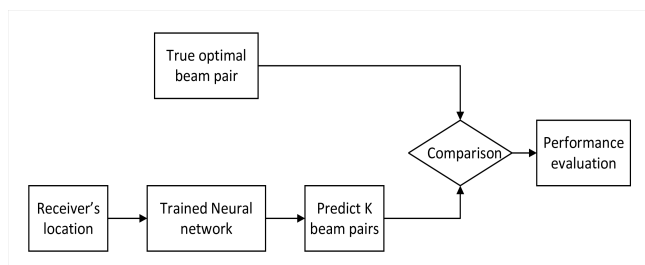 True optimal
beam pair
Comparison
Performance
evaluation
Receiver's
location
Trained Neural
network
Predict K
beam pairs